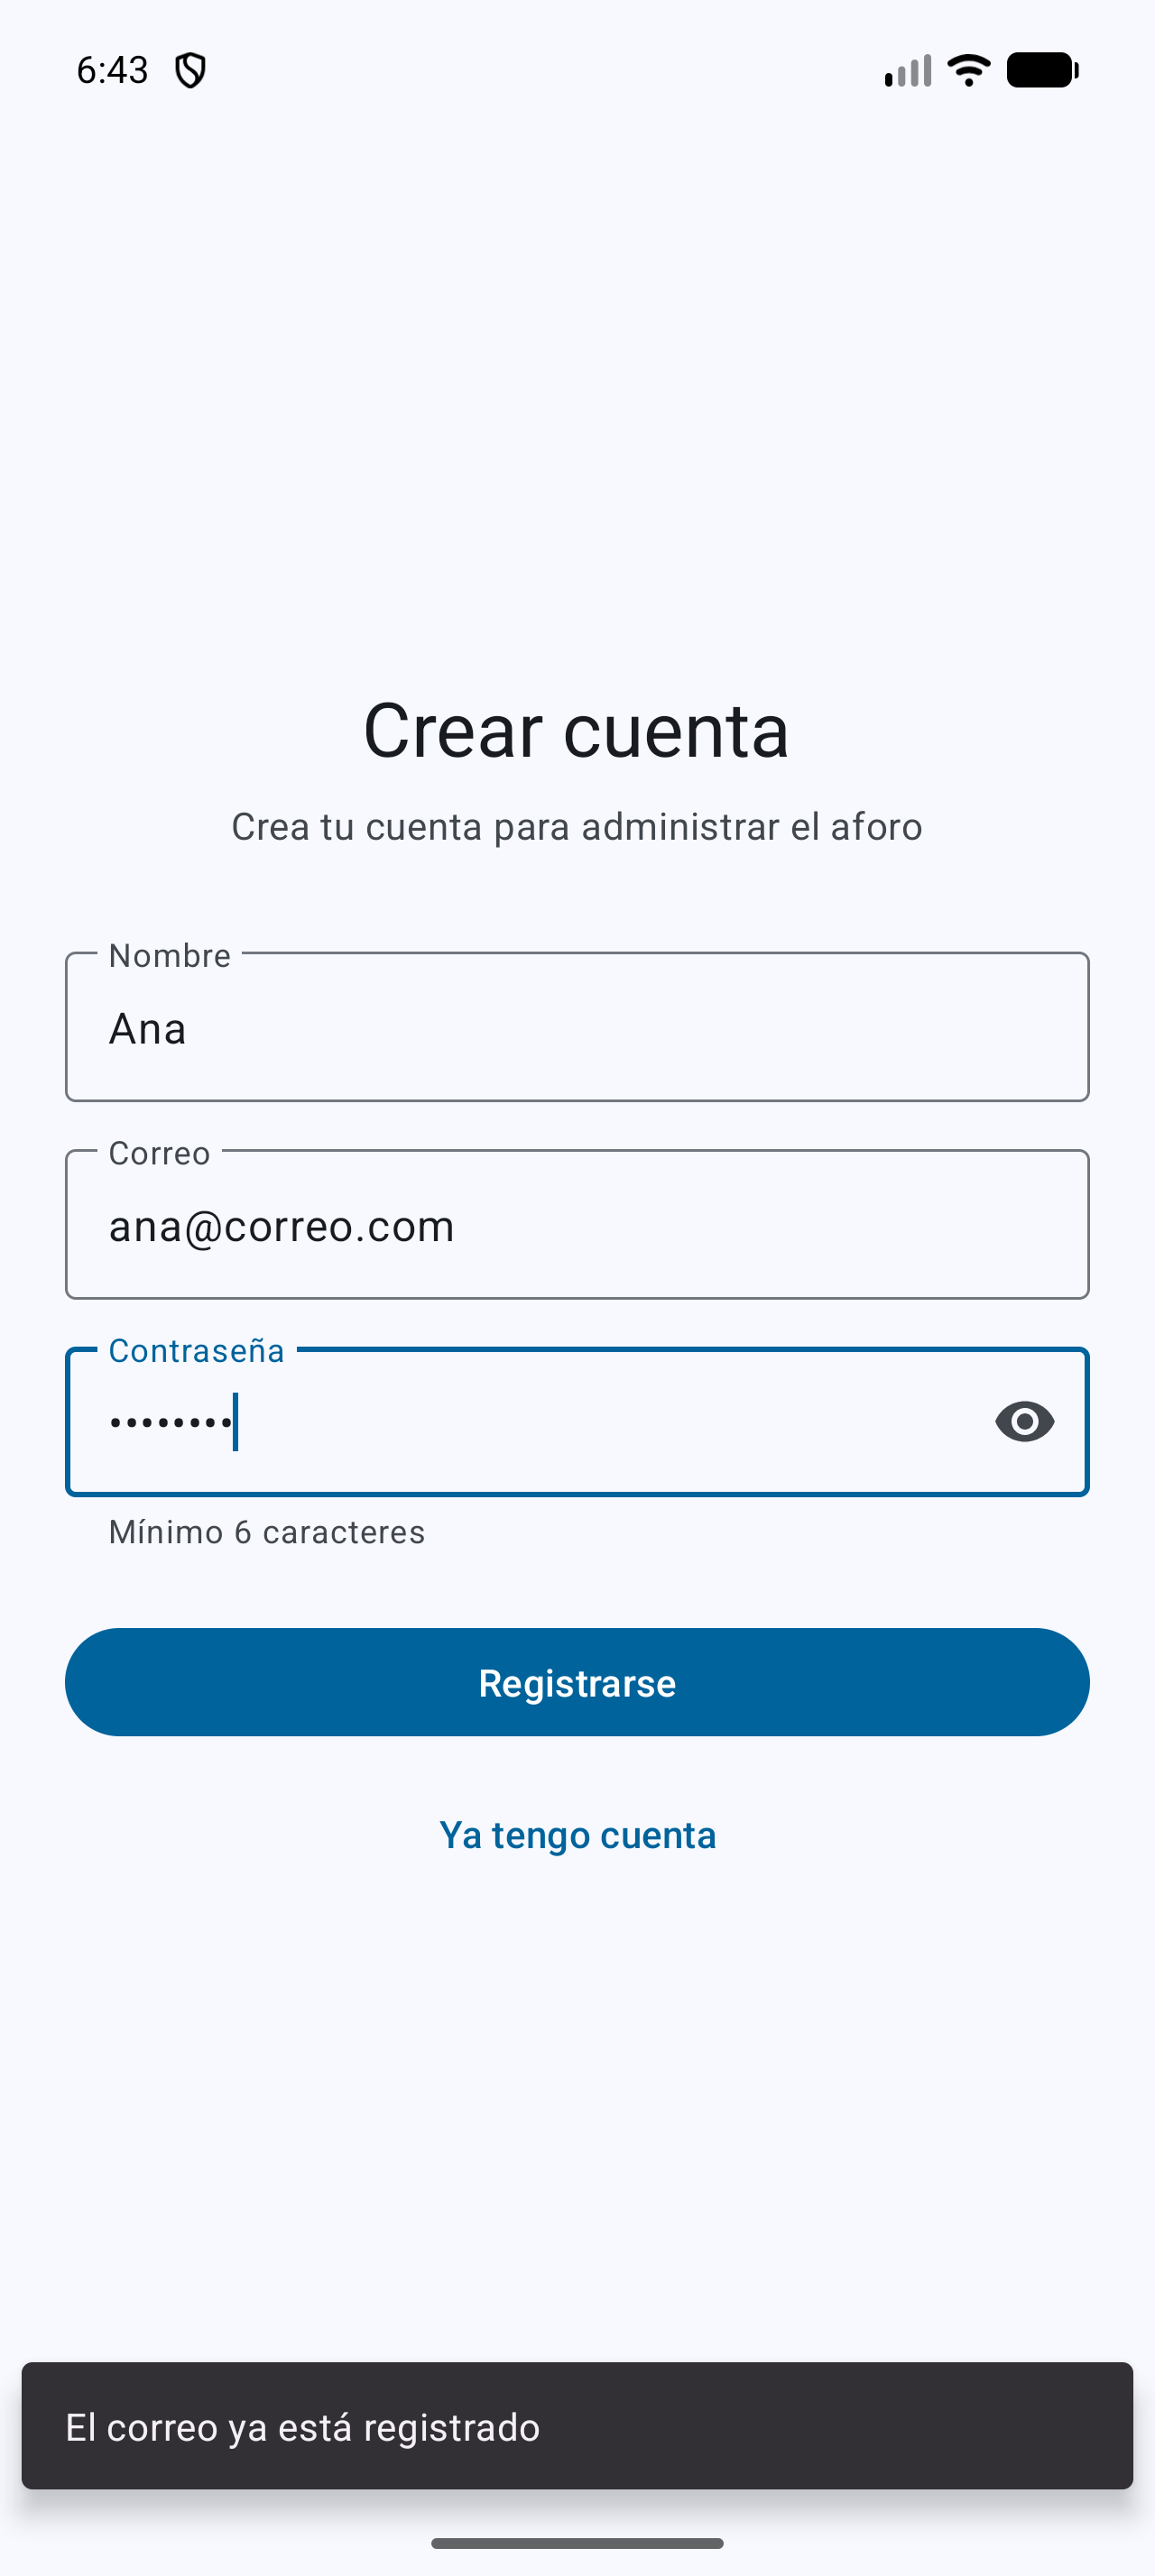 6:43
Crear cuenta
Crea tu cuenta para administrar el aforo
Nombre
Ana
Correo
ana@correo.com
Contraseña
••••••••
Mínimo 6 caracteres
Registrarse
Ya tengo cuenta
El correo ya está registrado